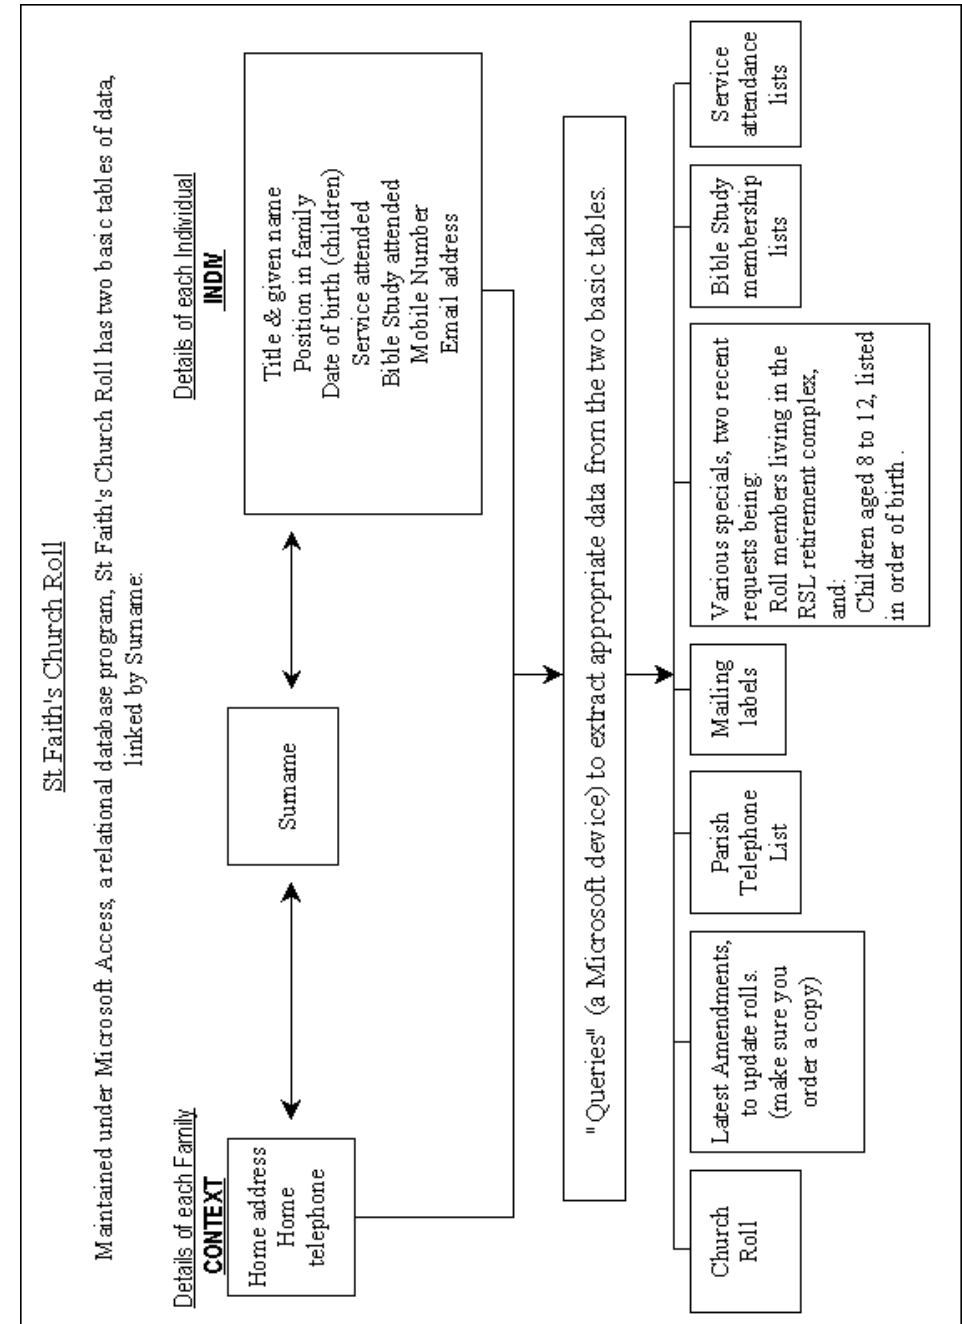 St Faith's Church Roll
Maintained under Microsoft Access, a relational database program, St Faith's Church Roll has two basic tables of data,
linked by Surname:
Details of each Family
CONTEXT
Home address
Home
telephone
Surname
Details of each Individual
INDIV
Title & given name
Position in family
Date of birth (children)
Service attended
Bible Study attended
Mobile Number
Email address
"Queries" (a Microsoft device) to extract appropriate data from the two basic tables.
Church
Roll
Latest Amendments,
to update rolls.
(make sure you
order a copy)
Parish
Telephone
List
Mailing
labels
Various specials, two recent
requests being:
Roll members living in the
RSL retirement complex,
and:
Children aged 8 to 12, listed
in order of birth .
Bible Study
membership
lists
Service
attendance
lists